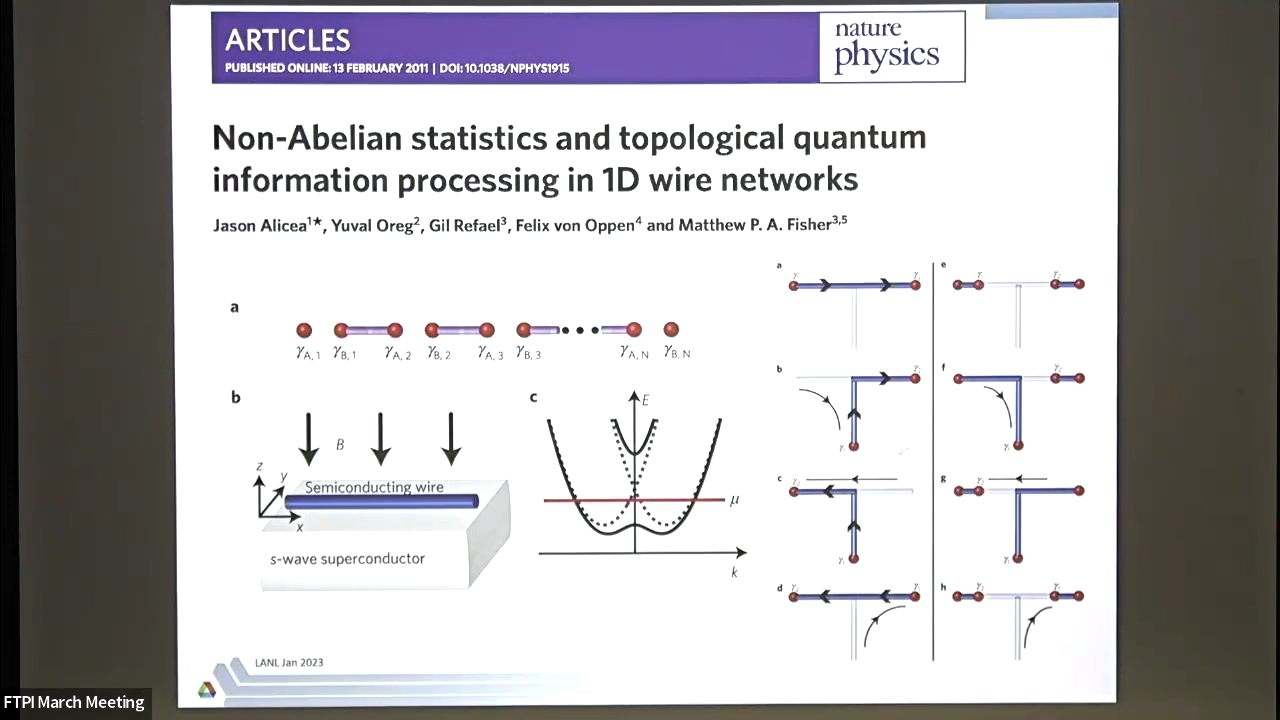 ARTICLES
PUBLISHED ONLINE: 13 FEBRUARY 2011 | DOI: 10.1038/NPHYS1915
nature
physics
Non-Abelian statistics and topological quantum
information processing in 1D wire networks
Jason Alicea¹★, Yuval Oreg², Gil Refael³, Felix von Oppen⁴ and Matthew P. A. Fisher³,⁵
a
γA, 1 γB, 1 γA, 2 γB, 2 γA, 3 γB, 3 γA, N γB, N
b
B
z
y
x
Semiconducting wire
s-wave superconductor
c
E
μ
k
a
e
b
f
c
g
d
h
LANL Jan 2023
FTPI March Meeting